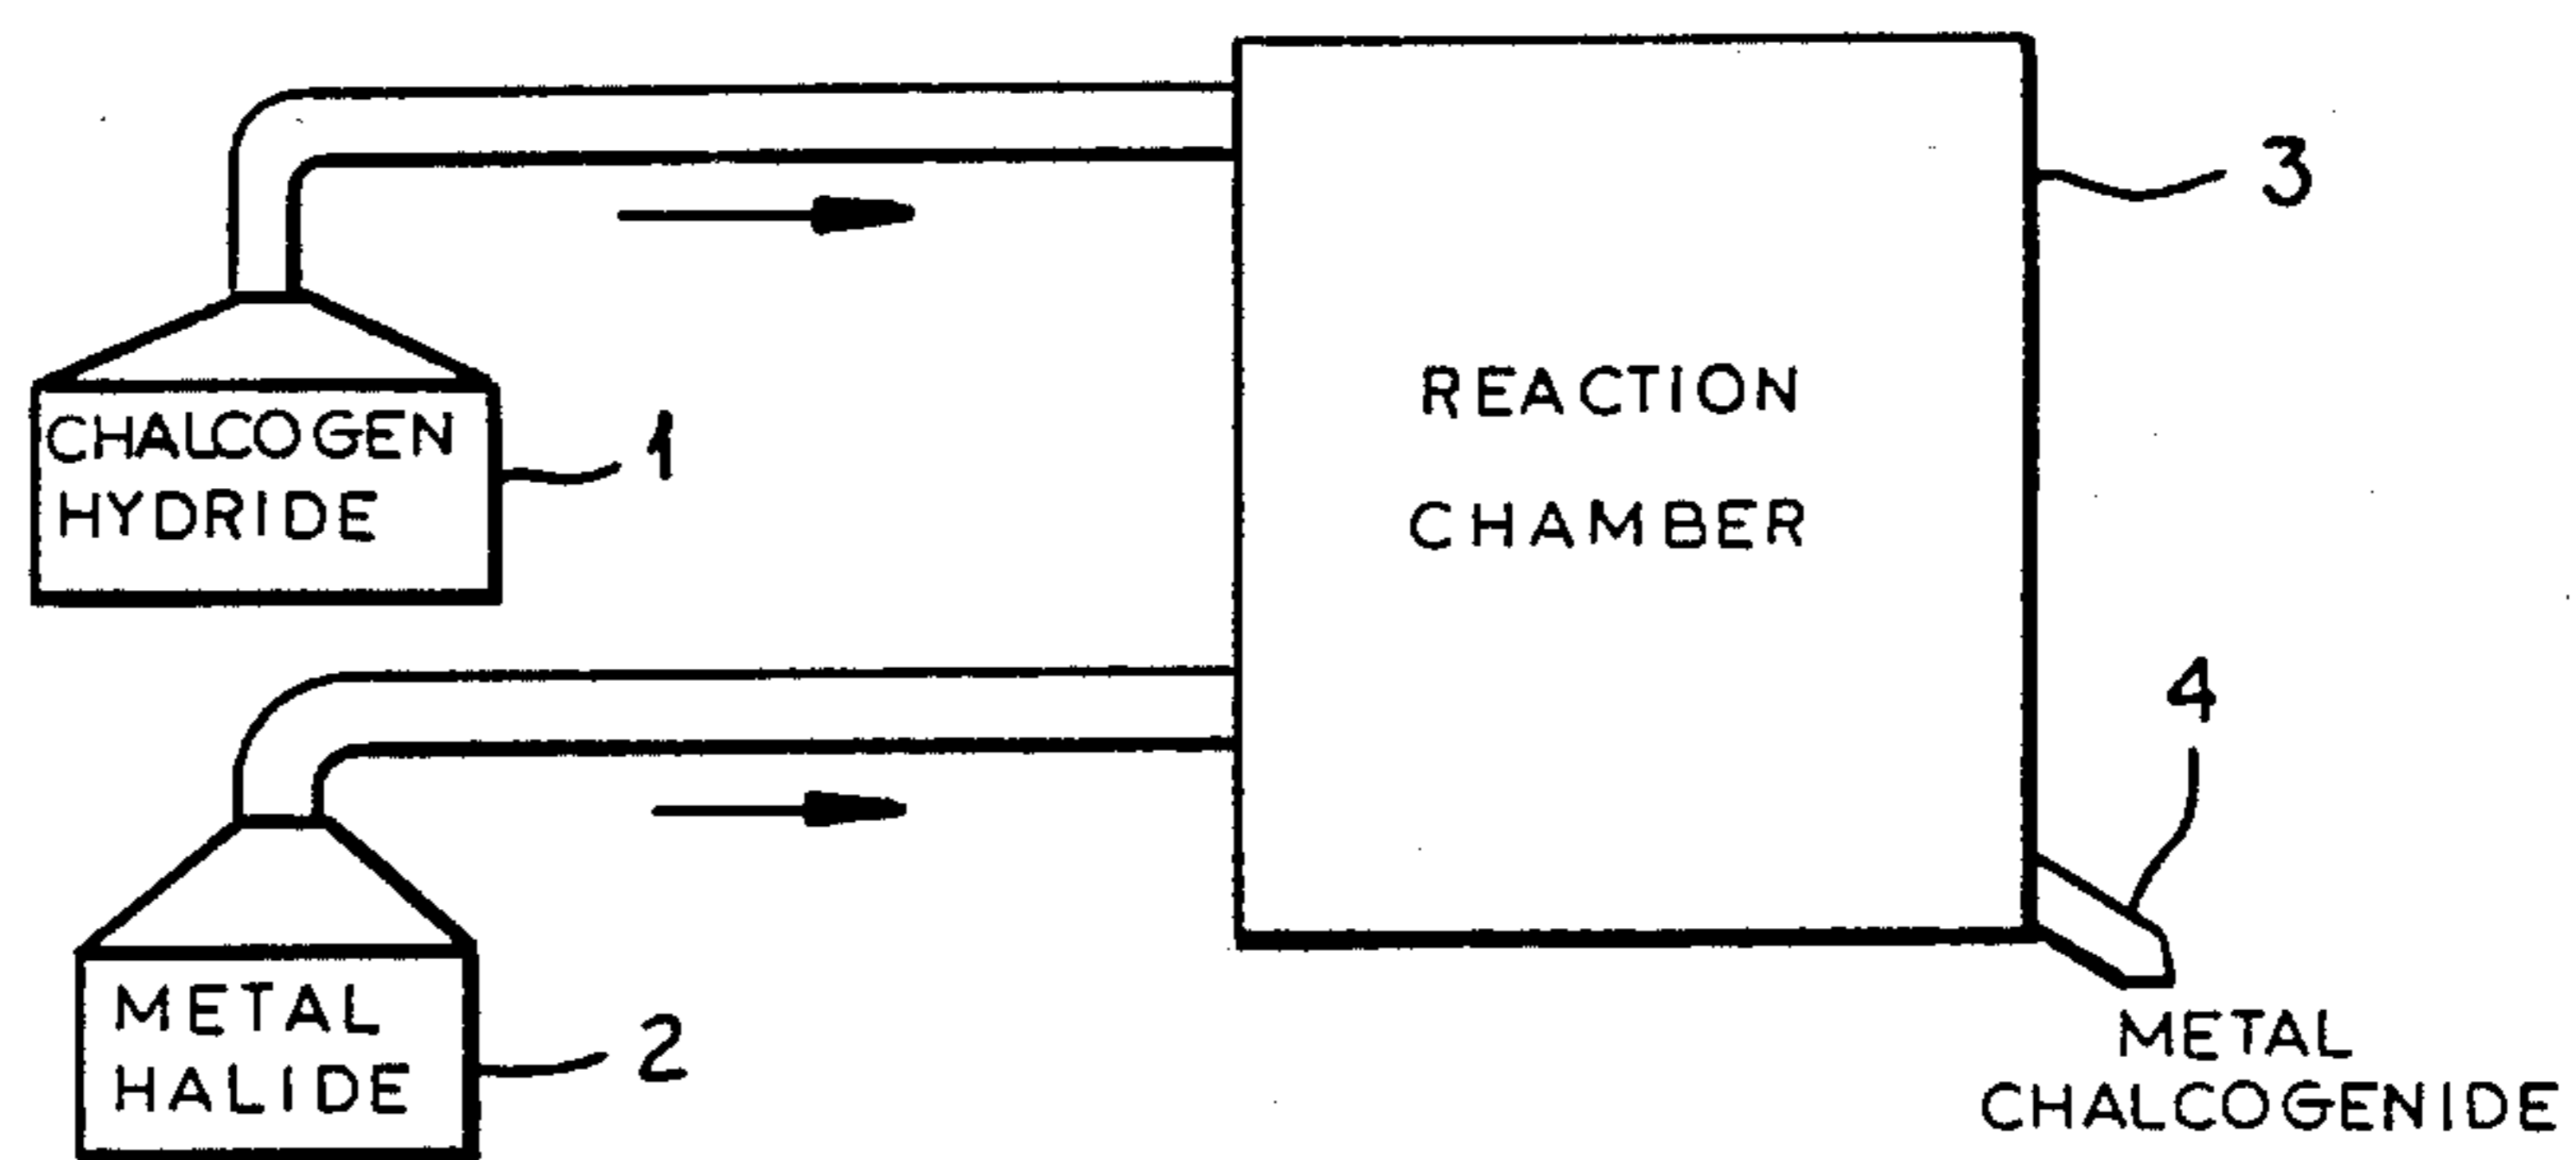 CHALCOGEN
HYDRIDE
1
METAL
HALIDE
2
REACTION
CHAMBER
3
4
METAL
CHALCOGENIDE